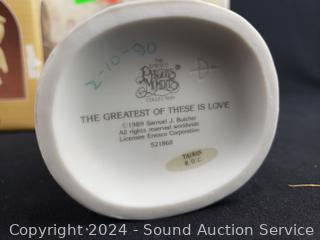 2-10-90
-D-
THE
ENESCO
PRECIOUS
MOMENTS
COLLECTION
THE GREATEST OF THESE IS LOVE
©1989 Samuel J. Butcher
All rights reserved worldwide
Licensee Enesco Corporation
521868
TAIWAN
R.O.C.
Copyright © 2024 - Sound Auction Service